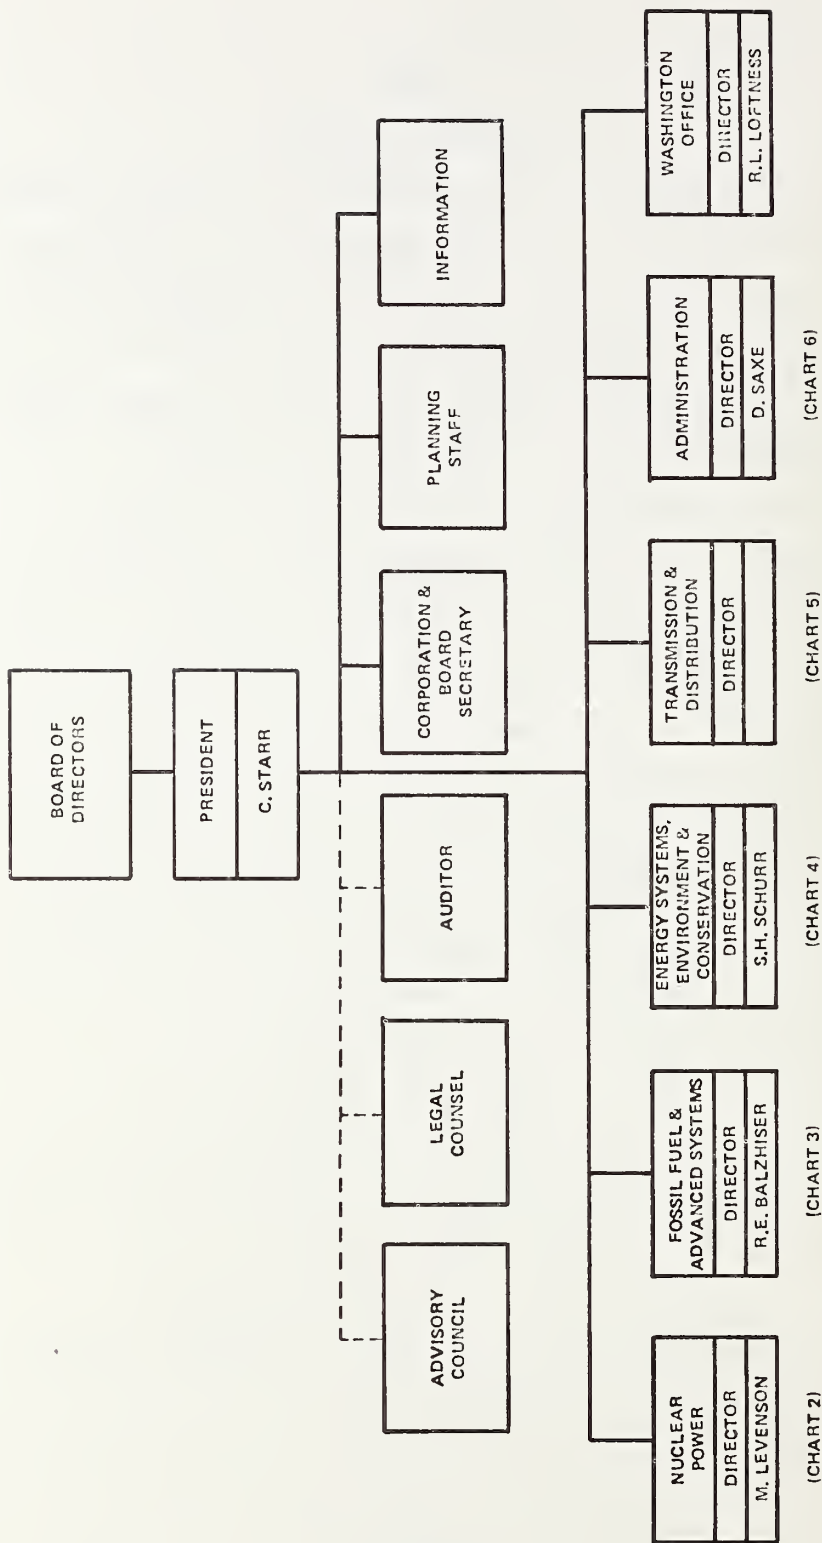 BOARD OF
DIRECTORS
PRESIDENT
C. STARR
ADVISORY
COUNCIL
LEGAL
COUNSEL
AUDITOR
CORPORATION &
BOARD
SECRETARY
PLANNING
STAFF
INFORMATION
NUCLEAR
POWER
DIRECTOR
M. LEVENSON
(CHART 2)
FOSSIL FUEL &
ADVANCED SYSTEMS
DIRECTOR
R.E. BALZHISER
(CHART 3)
ENERGY SYSTEMS,
ENVIRONMENT &
CONSERVATION
DIRECTOR
S.H. SCHURR
(CHART 4)
TRANSMISSION &
DISTRIBUTION
DIRECTOR
(CHART 5)
ADMINISTRATION
DIRECTOR
D. SAXE
(CHART 6)
WASHINGTON
OFFICE
DIRECTOR
R.L. LOFTNESS